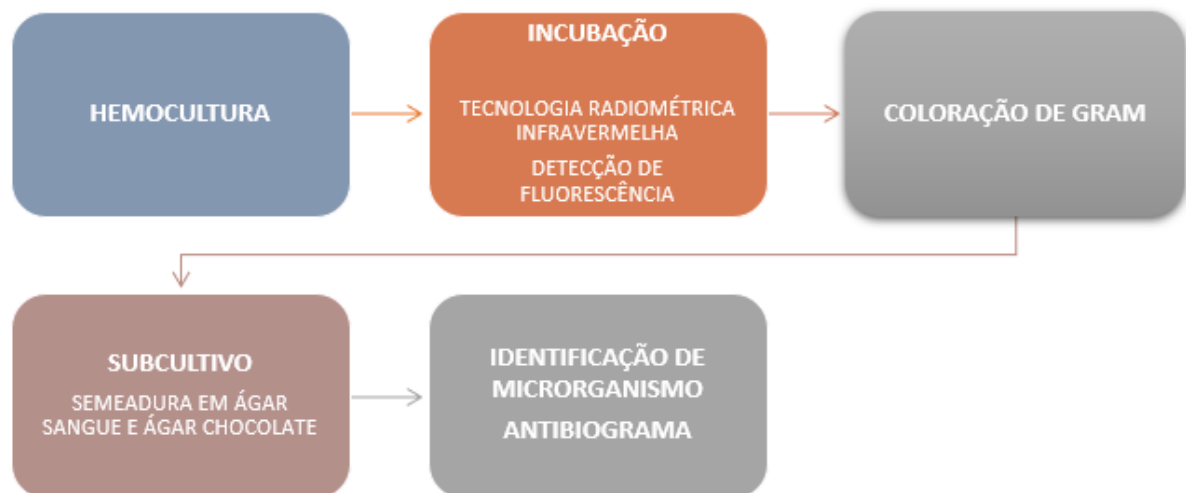 HEMOCULTURA
INCUBAÇÃO
TECNOLOGIA RADIOMÉTRICA
INFRAVERMELHA
DETECÇÃO DE
FLUORESCÊNCIA
COLORAÇÃO DE GRAM
SUBCULTIVO
SEMEADURA EM ÁGAR
SANGUE E ÁGAR CHOCOLATE
IDENTIFICAÇÃO DE
MICRORGANISMO
ANTIBIOGRAMA